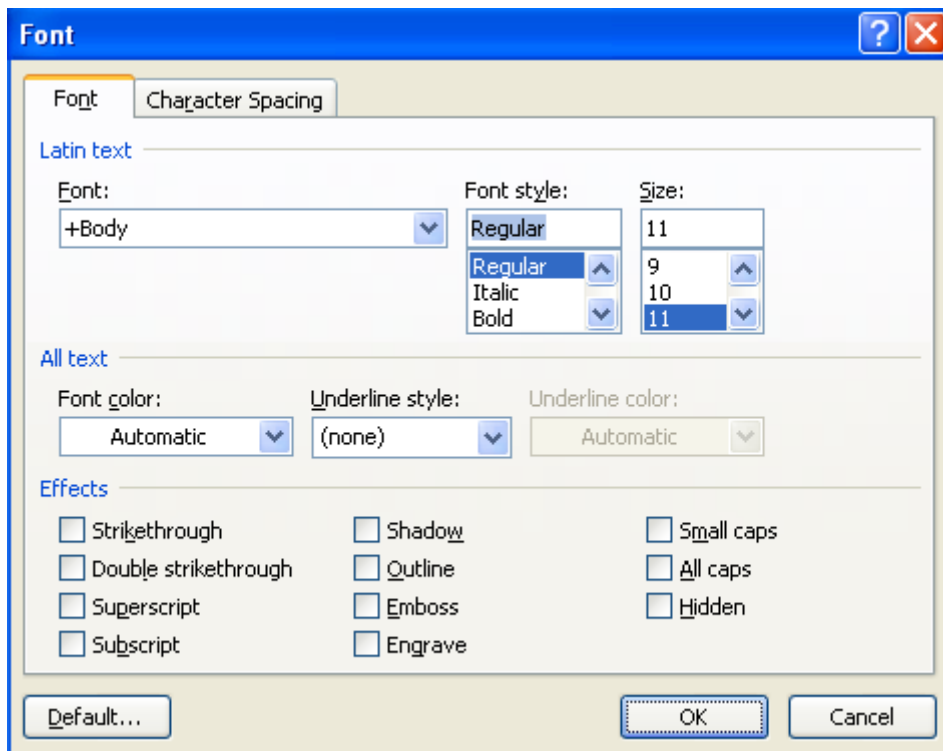 Font
Font Character Spacing
Latin text
Font: Font style: Size:
+Body Regular 11
Regular 9
Italic 10
Bold 11
All text
Font color: Underline style: Underline color:
Automatic (none) Automatic
Effects
Strikethrough Shadow Small caps
Double strikethrough Outline All caps
Superscript Emboss Hidden
Subscript Engrave
Default... OK Cancel